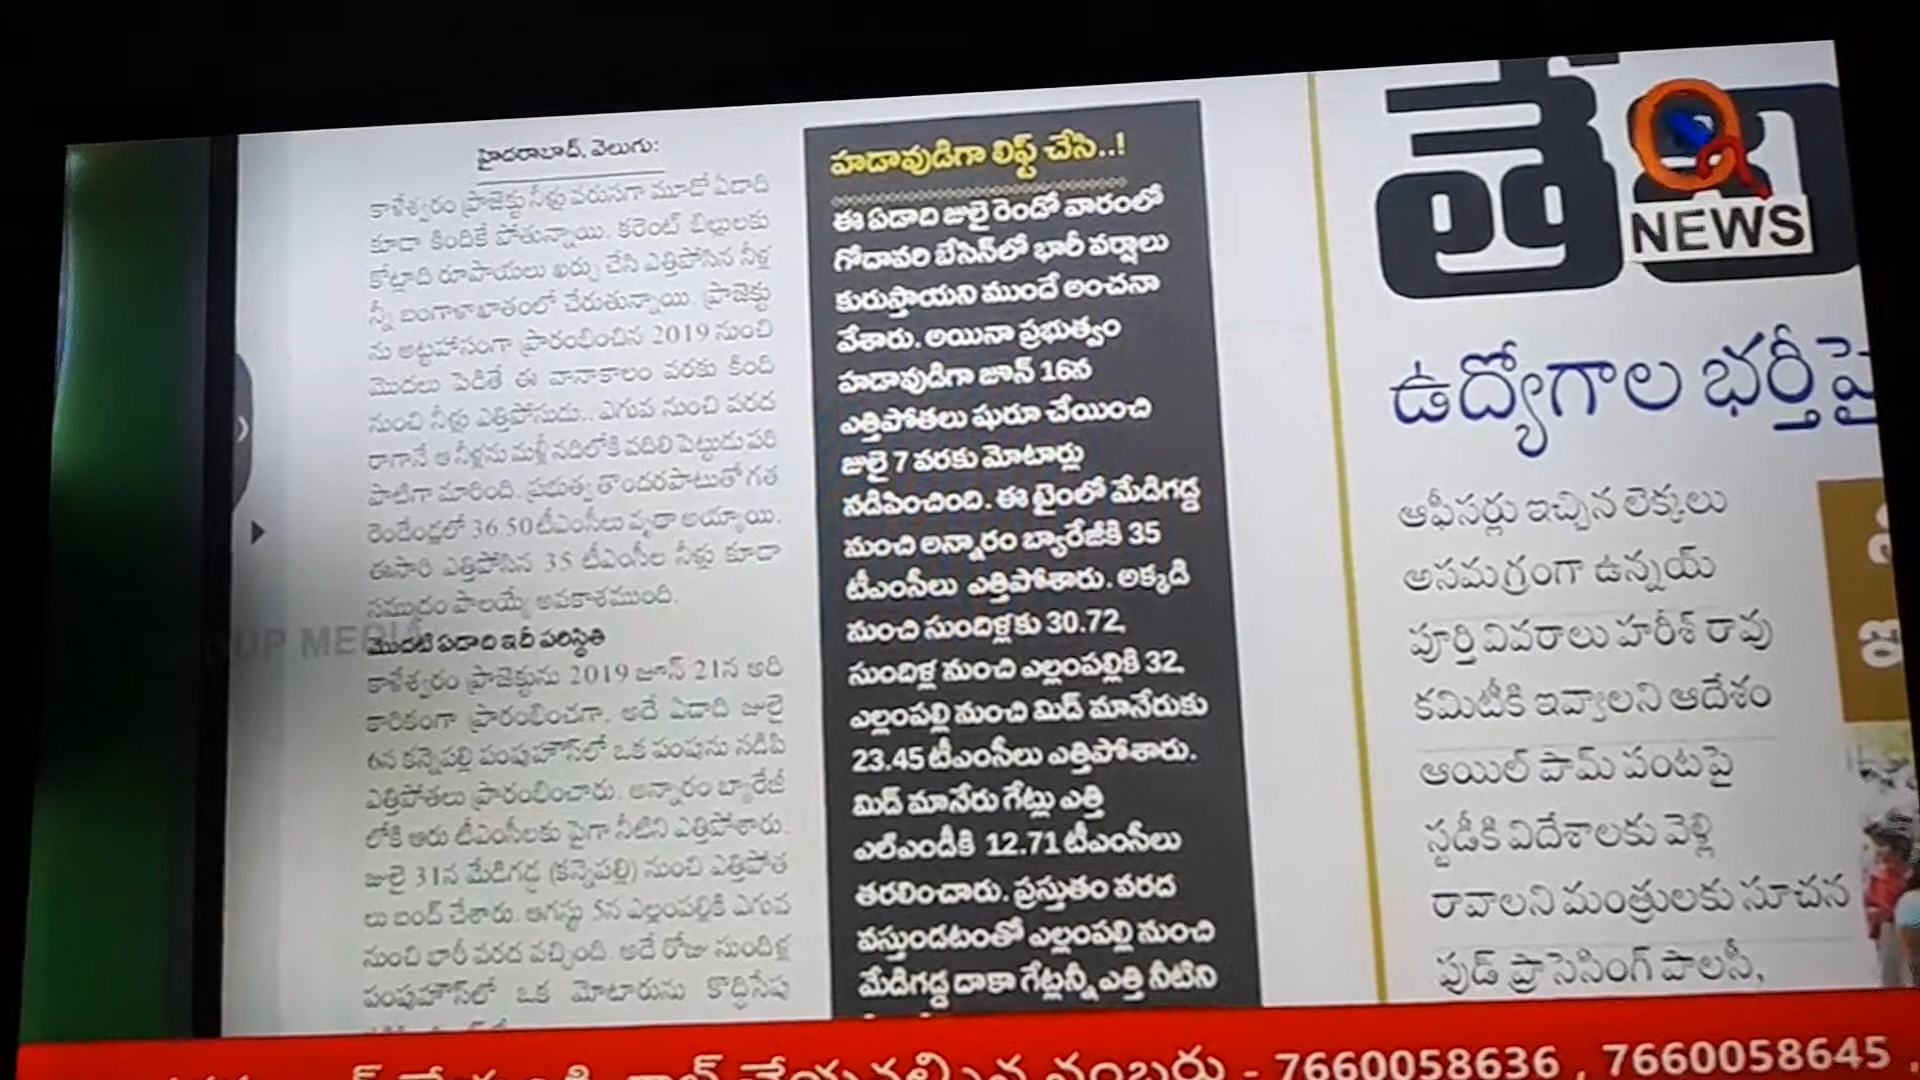 హైదరాబాద్, వెలుగు:
కాళేశ్వరం ప్రాజెక్టు నీళ్లు వరుసగా మూడో ఏడాది
కూడా కిందికే పోతున్నాయి. కరెంట్ బిల్లులకు
కోట్లాది రూపాయలు ఖర్చు చేసి ఎత్తిపోసిన నీళ్ల
న్నీ బంగాళాఖాతంలో చేరుతున్నాయి. ప్రాజెక్టు
ను అట్టహాసంగా ప్రారంభించిన 2019 నుంచి
మొదలు పెడితే ఈ వానాకాలం వరకు కింది
నుంచి నీళ్లు ఎత్తిపోసుడు.. ఎగువ నుంచి వరద
రాగానే ఆ నీళ్లను మళ్లీ నదిలోకి వదిలి పెట్టుడు పరి
పాటిగా మారింది. ప్రభుత్వ తొందరపాటుతో గత
రెండేండ్లలో 36.50 టీఎంసీలు వృథా అయ్యాయి.
ఈసారి ఎత్తిపోసిన 35 టీఎంసీల నీళ్లు కూడా
సముద్రం పాలయ్యే అవకాశముంది.
మొదటి ఏడాది ఇదీ పరిస్థితి
కాళేశ్వరం ప్రాజెక్టును 2019 జూన్ 21న అధి
కారికంగా ప్రారంభించగా. అదే ఏడాది జులై
6న కన్నెపల్లి పంపుహౌస్‌లో ఒక పంపును నడిపి
ఎత్తిపోతలు ప్రారంభించారు. అన్నారం బ్యారేజీ
లోకి ఆరు టీఎంసీలకు పైగా నీటిని ఎత్తిపోశారు.
జులై 31న మేడిగడ్డ (కన్నెపల్లి) నుంచి ఎత్తిపోత
లు బంద్ చేశారు. ఆగస్టు 5న ఎల్లంపల్లికి ఎగువ
నుంచి భారీ వరద వచ్చింది. అదే రోజు సుందిళ్ల
పంపుహౌస్‌లో ఒక మోటారును కొద్దిసేపు
హడావుడిగా లిఫ్ట్ చేసి..!
ఈ ఏడాది జులై రెండో వారంలో
గోదావరి బేసిన్‌లో భారీ వర్షాలు
కురుస్తాయని ముందే అంచనా
వేశారు. అయినా ప్రభుత్వం
హడావుడిగా జూన్ 16న
ఎత్తిపోతలు షురూ చేయించి
జులై 7 వరకు మోటార్లు
నడిపించింది. ఈ టైంలో మేడిగడ్డ
నుంచి అన్నారం బ్యారేజీకి 35
టీఎంసీలు ఎత్తిపోశారు. అక్కడి
నుంచి సుందిళ్లకు 30.72,
సుందిళ్ల నుంచి ఎల్లంపల్లికి 32,
ఎల్లంపల్లి నుంచి మిడ్ మానేరుకు
23.45 టీఎంసీలు ఎత్తిపోశారు.
మిడ్ మానేరు గేట్లు ఎత్తి
ఎల్ఎండీకి 12.71 టీఎంసీలు
తరలించారు. ప్రస్తుతం వరద
వస్తుండటంతో ఎల్లంపల్లి నుంచి
మేడిగడ్డ దాకా గేట్లన్నీ ఎత్తి నీటిని
NEWS
ఉద్యోగాల భర్తీపై
ఆఫీసర్లు ఇచ్చిన లెక్కలు
అసమగ్రంగా ఉన్నయ్
పూర్తి వివరాలు హరీశ్ రావు
కమిటీకి ఇవ్వాలని ఆదేశం
ఆయిల్ పామ్ పంటపై
స్టడీకి విదేశాలకు వెళ్లి
రావాలని మంత్రులకు సూచన
ఫుడ్ ప్రాసెసింగ్ పాలసీ,
నంబర్లు - 7660058636 , 7660058645 ,